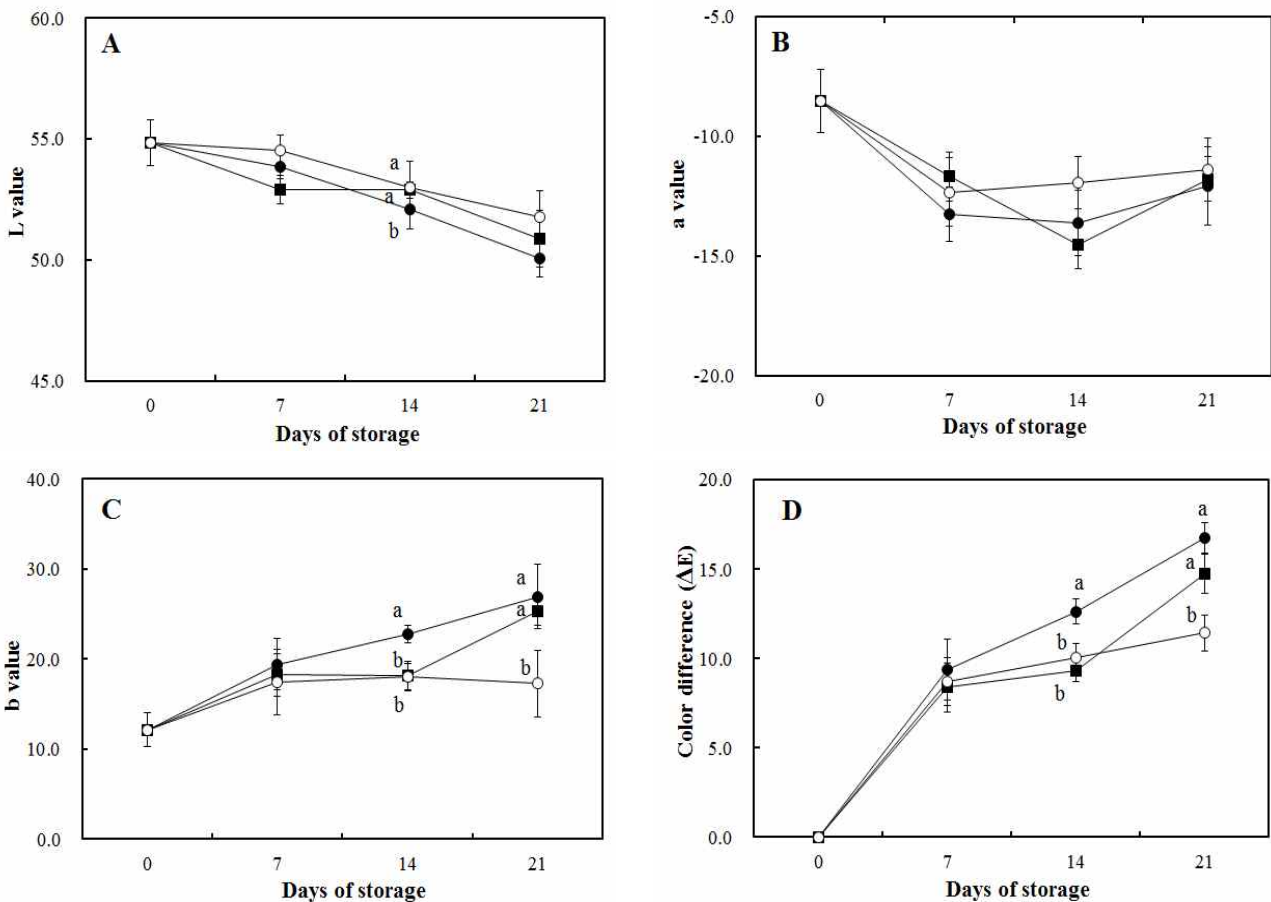 A
L value
60.0
55.0
50.0
45.0
a
a
b
0 7 14 21
Days of storage
B
a value
-5.0
-10.0
-15.0
-20.0
0 7 14 21
Days of storage
C
b value
40.0
30.0
20.0
10.0
0.0
a
b
b
a
a
b
0 7 14 21
Days of storage
D
Color difference (ΔE)
20.0
15.0
10.0
5.0
0.0
a
b
b
a
a
b
0 7 14 21
Days of storage